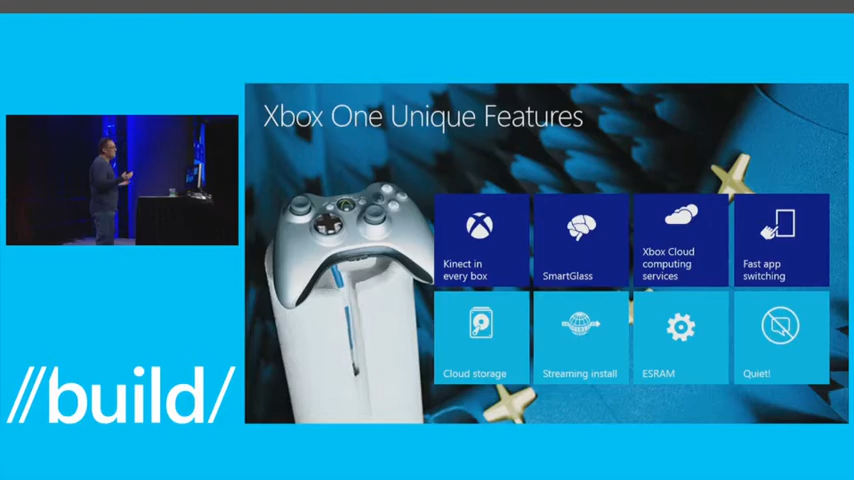 Xbox One Unique Features
Kinect in
every box
SmartGlass
Xbox Cloud
computing
services
Fast app
switching
Cloud storage
Streaming install
ESRAM
Quiet!
//build/